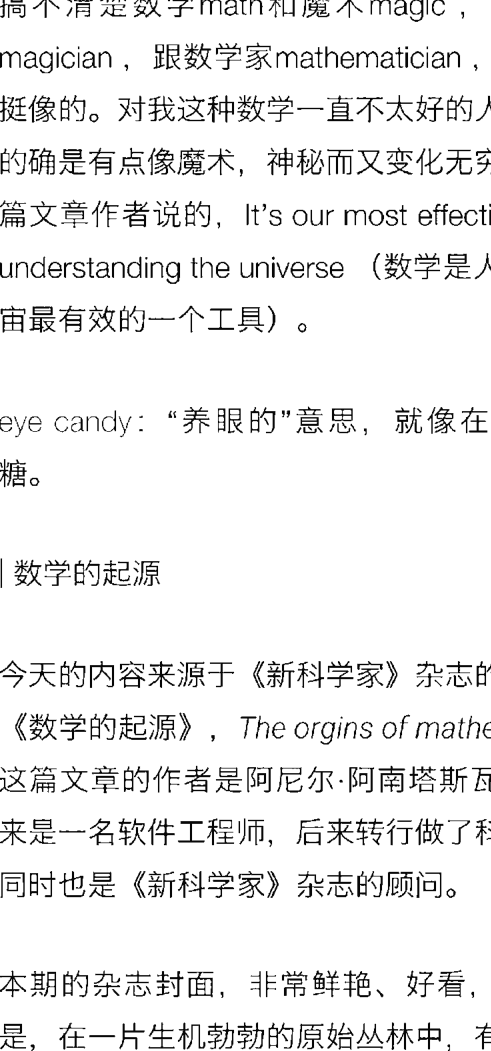 搞不清楚数学math和魔术magic，
magician，跟数学家mathematician，
挺像的。对我这种数学一直不太好的人
的确是有点像魔术，神秘而又变化无穷
篇文章作者说的，It's our most effecti
understanding the universe （数学是人
宙最有效的一个工具）。
eye candy：“养眼的”意思，就像在
糖。
| 数学的起源
今天的内容来源于《新科学家》杂志的
《数学的起源》，The orgins of mathe
这篇文章的作者是阿尼尔·阿南塔斯瓦
来是一名软件工程师，后来转行做了科
同时也是《新科学家》杂志的顾问。
本期的杂志封面，非常鲜艳、好看，
是，在一片生机勃勃的原始丛林中，有